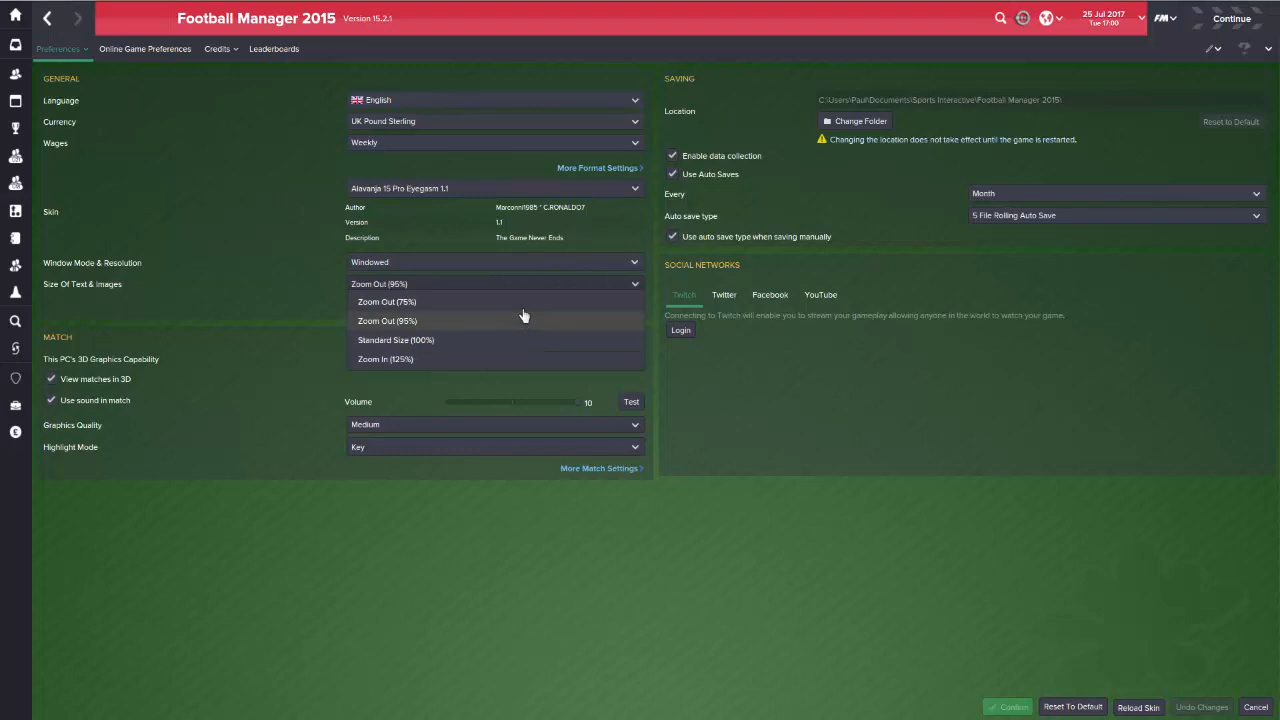 Football Manager 2015 Version 15.2.1
25 Jul 2017
Tue 17:00
FM
Continue
Preferences Online Game Preferences Credits Leaderboards
GENERAL
Language English
Currency UK Pound Sterling
Wages Weekly
More Format Settings
Skin
Alavanja 15 Pro Eyegasm 1.1
Author Marconni1985 * C.RONALDO7
Version 1.1
Description The Game Never Ends
Window Mode & Resolution Windowed
Size Of Text & Images Zoom Out (95%)
Zoom Out (75%)
Zoom Out (95%)
Standard Size (100%)
Zoom In (125%)
MATCH
This PC's 3D Graphics Capability
View matches in 3D
Use sound in match Volume 10 Test
Graphics Quality Medium
Highlight Mode Key
More Match Settings
SAVING
Location C:\Users\Paul\Documents\Sports Interactive\Football Manager 2015\
Change Folder Reset to Default
Changing the location does not take effect until the game is restarted.
Enable data collection
Use Auto Saves
Every Month
Auto save type 5 File Rolling Auto Save
Use auto save type when saving manually
SOCIAL NETWORKS
Twitch Twitter Facebook YouTube
Connecting to Twitch will enable you to stream your gameplay allowing anyone in the world to watch your game.
Login
Confirm Reset To Default Reload Skin Undo Changes Cancel